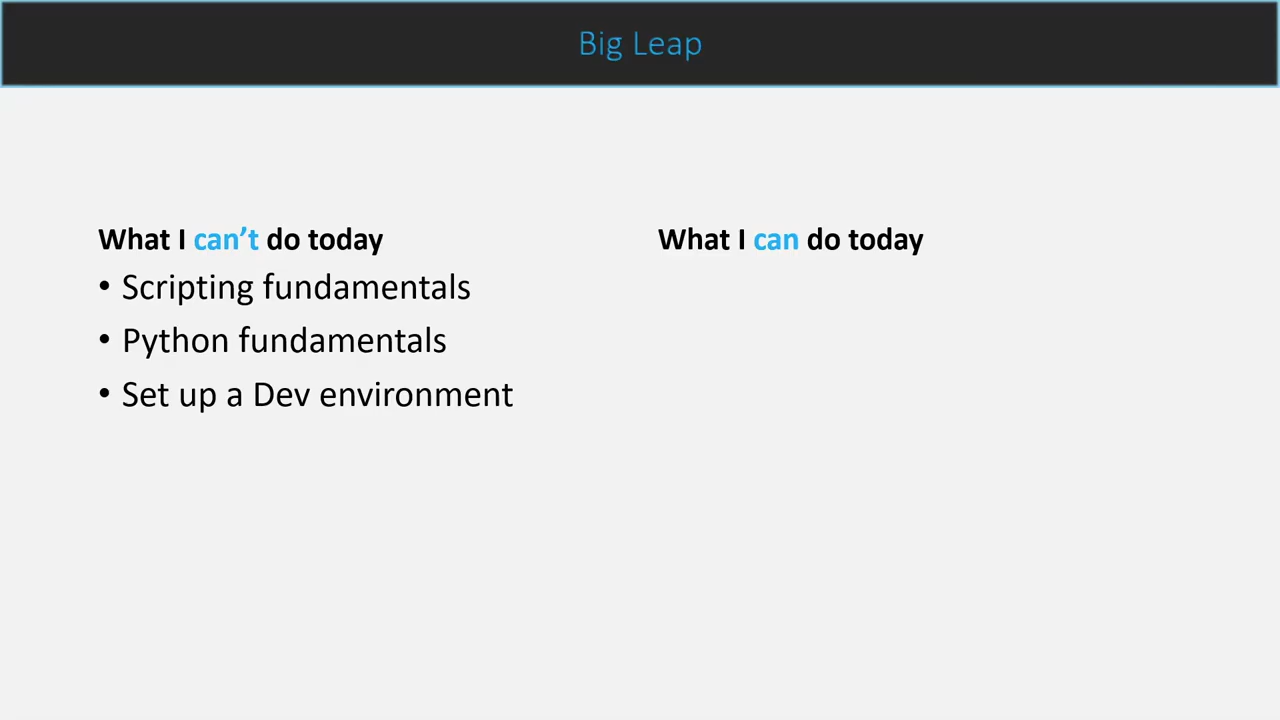 Big Leap
What I can’t do today
• Scripting fundamentals
• Python fundamentals
• Set up a Dev environment
What I can do today